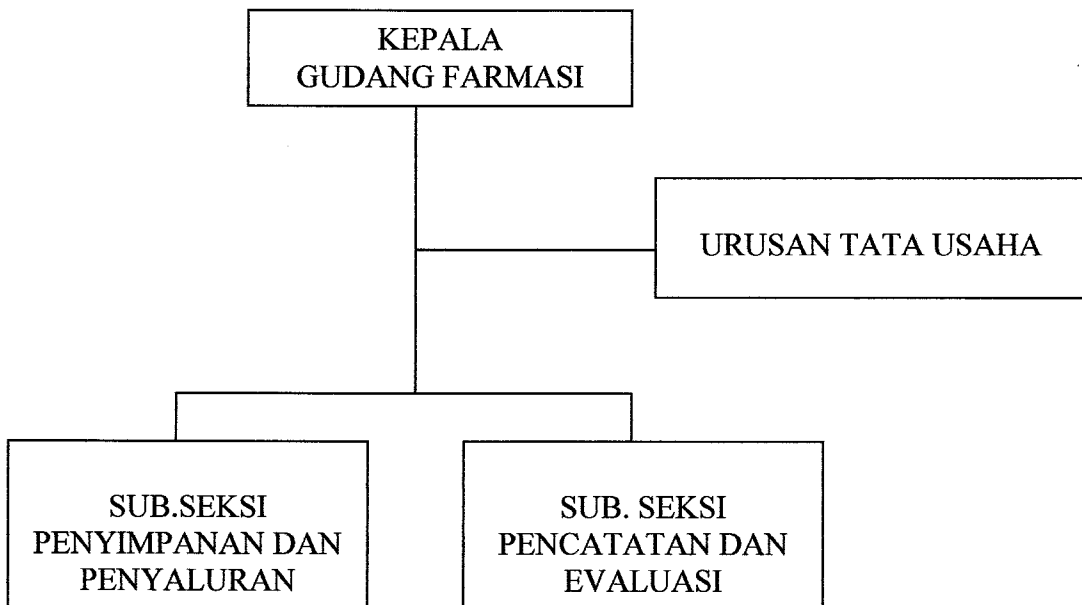 KEPALA
GUDANG FARMASI
URUSAN TATA USAHA
SUB.SEKSI
PENYIMPANAN DAN
PENYALURAN
SUB. SEKSI
PENCATATAN DAN
EVALUASI